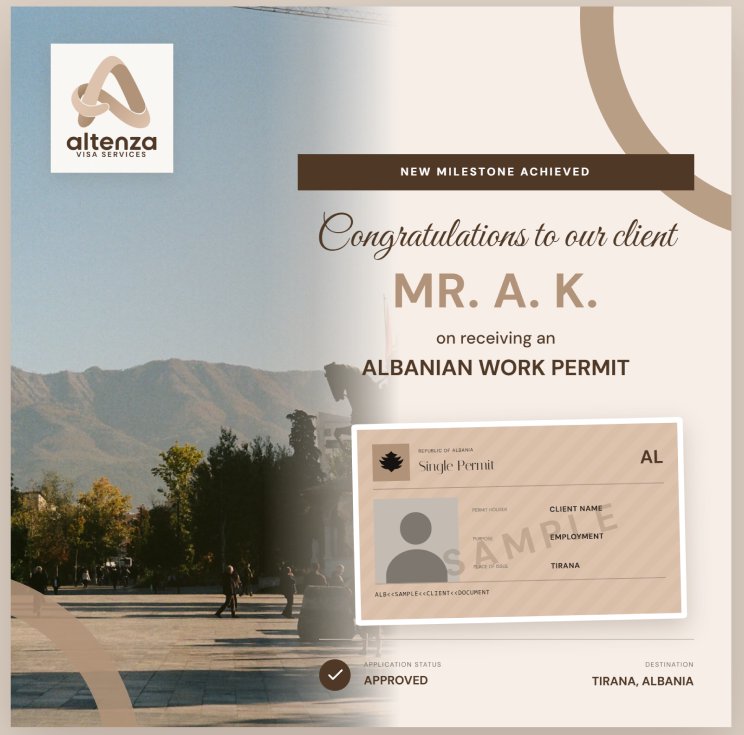 altenza
VISA SERVICES
NEW MILESTONE ACHIEVED
Congratulations to our client
MR. A. K.
on receiving an
ALBANIAN WORK PERMIT
REPUBLIC OF ALBANIA
Single Permit
AL
PERMIT HOLDER
CLIENT NAME
PURPOSE
EMPLOYMENT
PLACE OF ISSUE
TIRANA
SAMPLE
ALB<<SAMPLE<<CLIENT<<DOCUMENT
APPLICATION STATUS
APPROVED
DESTINATION
TIRANA, ALBANIA